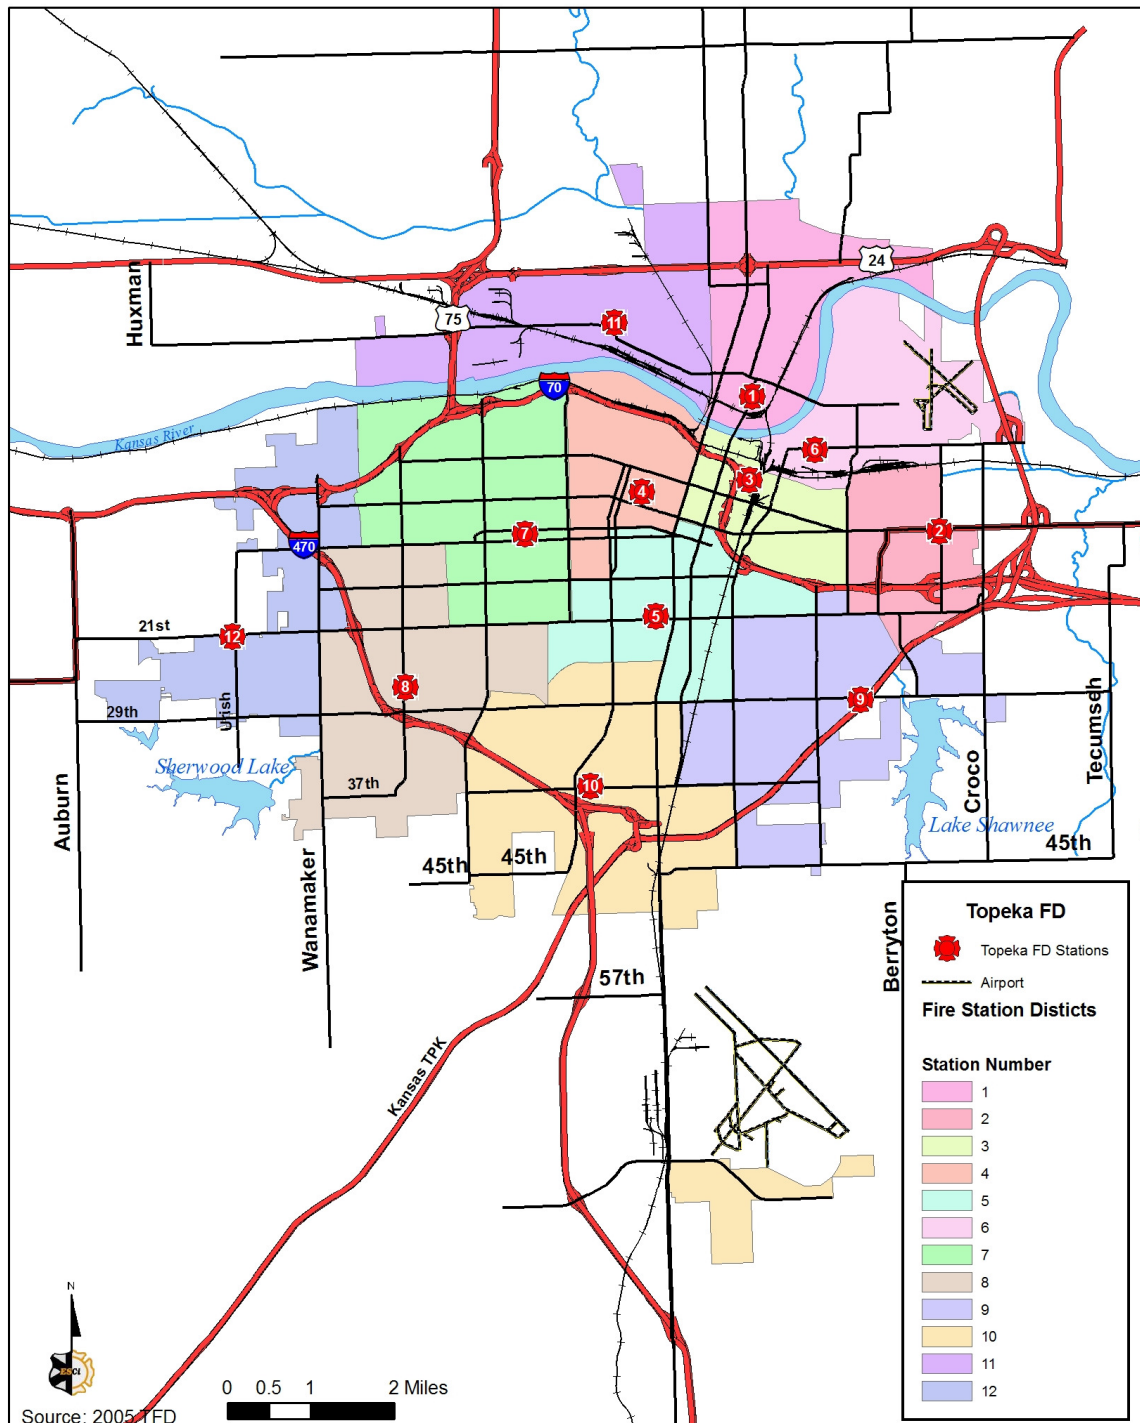 24
Huxman
11
75
70
1
Kansas River
6
3
4
7
2
470
5
21st
12
8
9
Urish
29th
Sherwood Lake
37th
10
Auburn
Wanamaker
Tecumseh
Croco
Lake Shawnee
45th
45th
45th
Berryton
57th
Kansas TPK
Topeka FD
Topeka FD Stations
Airport
Fire Station Disticts
Station Number
1
2
3
4
5
6
7
8
9
10
11
12
N
ESCi
0 0.5 1 2 Miles
Source: 2005 TFD